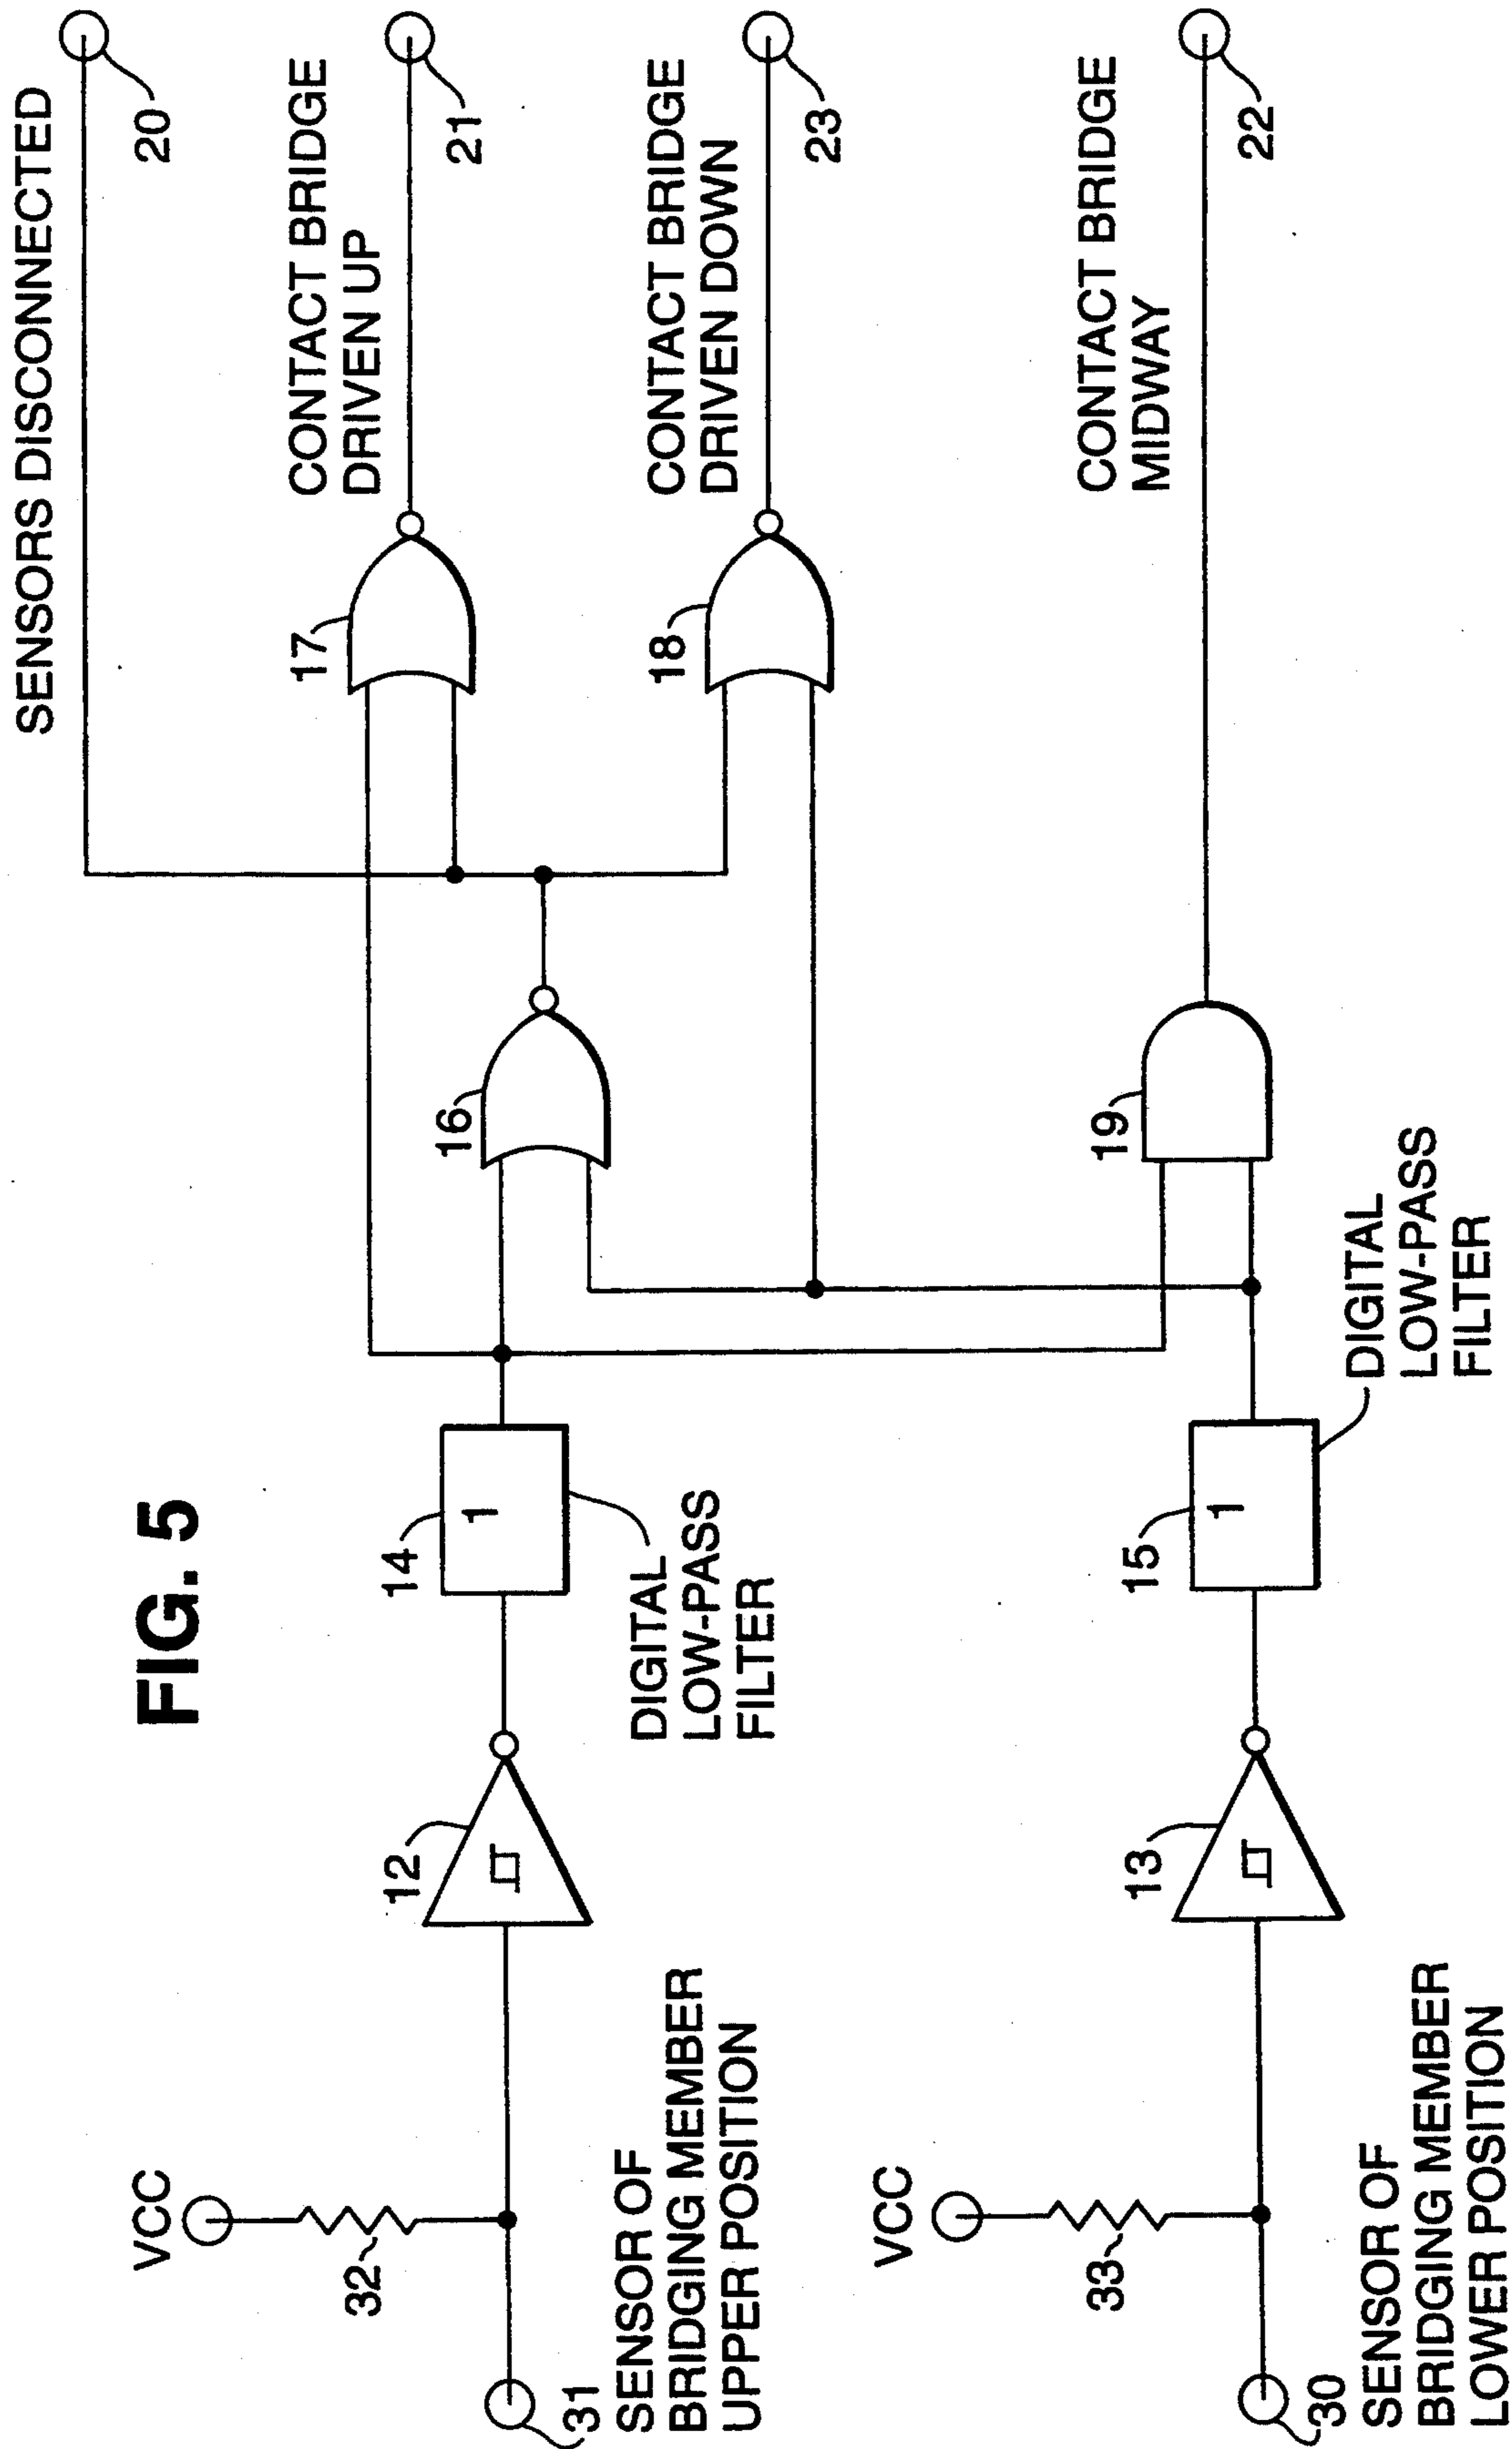 FIG. 5
SENSORS DISCONNECTED
20
CONTACT BRIDGE
DRIVEN UP
21
17
CONTACT BRIDGE
DRIVEN DOWN
23
18
CONTACT BRIDGE
MIDWAY
22
16
19
14
1
DIGITAL
LOW-PASS
FILTER
15
1
DIGITAL
LOW-PASS
FILTER
12
13
VCC
32
31
SENSOR OF
BRIDGING MEMBER
UPPER POSITION
VCC
33
30
SENSOR OF
BRIDGING MEMBER
LOWER POSITION